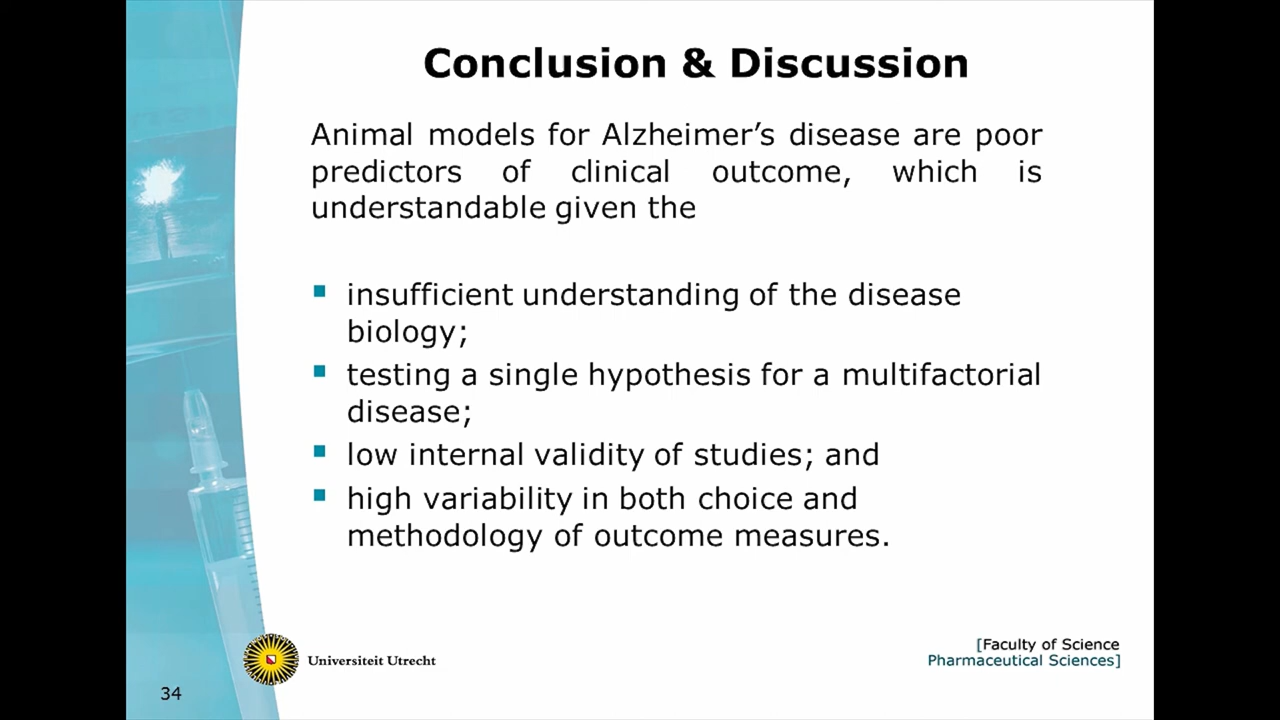 Conclusion & Discussion
Animal models for Alzheimer’s disease are poor
predictors of clinical outcome, which is
understandable given the
insufficient understanding of the disease
biology;
testing a single hypothesis for a multifactorial
disease;
low internal validity of studies; and
high variability in both choice and
methodology of outcome measures.
Universiteit Utrecht
[Faculty of Science
Pharmaceutical Sciences]
34